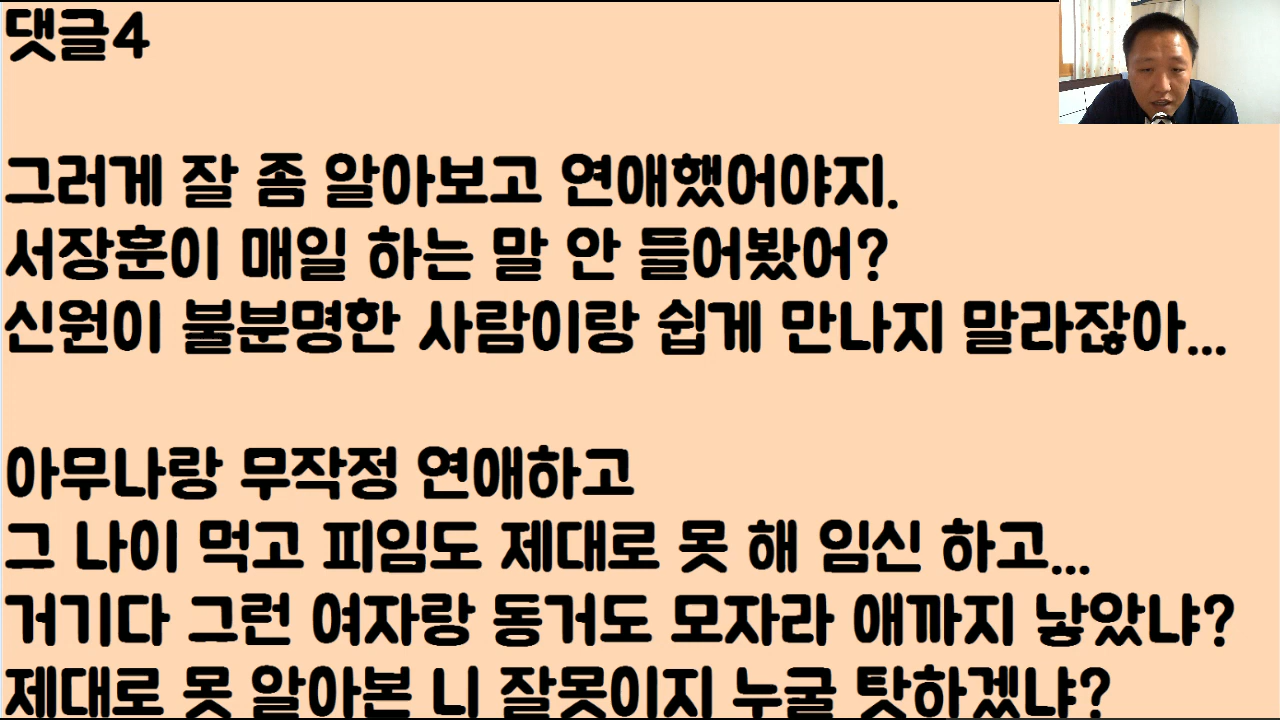 댓글4
그러게 잘 좀 알아보고 연애했어야지.
서장훈이 매일 하는 말 안 들어봤어?
신원이 불분명한 사람이랑 쉽게 만나지 말라잖아...
아무나랑 무작정 연애하고
그 나이 먹고 피임도 제대로 못 해 임신 하고...
거기다 그런 여자랑 동거도 모자라 애까지 낳았냐?
제대로 못 알아본 니 잘못이지 누굴 탓하겠냐?